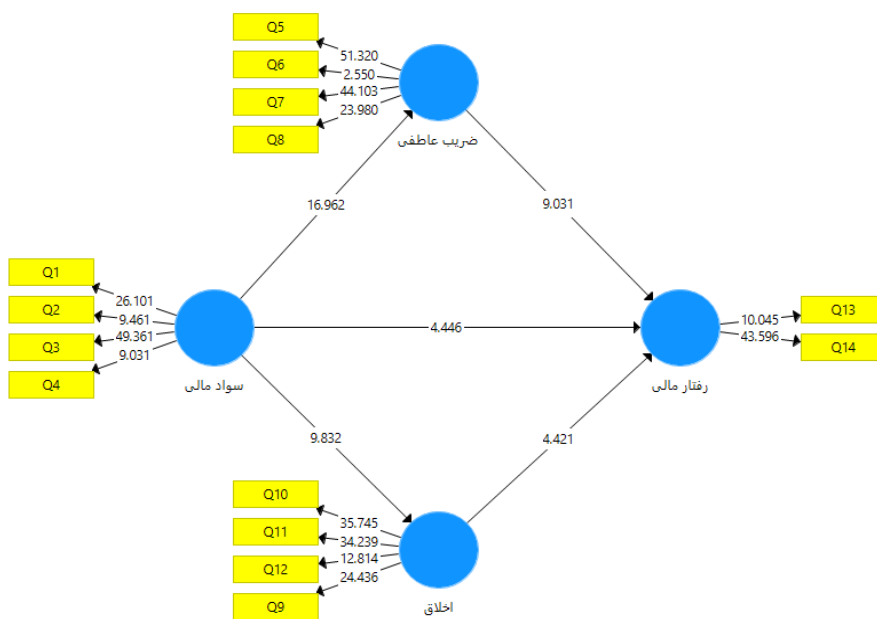 Q5
Q6
Q7
Q8
51.320
2.550
44.103
23.980
ضریب عاطفی
16.962
9.031
Q1
Q2
Q3
Q4
26.101
9.461
49.361
9.031
سواد مالی
4.446
رفتار مالی
10.045
43.596
Q13
Q14
9.832
4.421
Q10
Q11
Q12
Q9
35.745
34.239
12.814
24.436
اخلاق